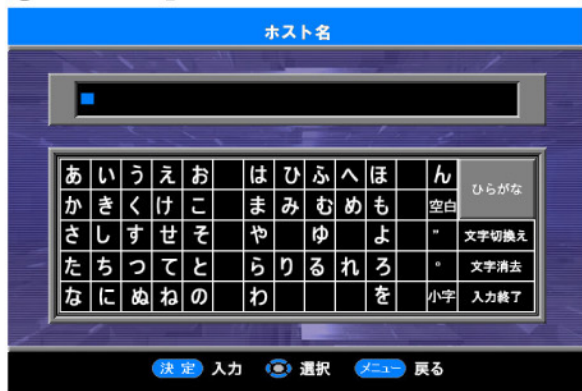 ホスト名
あ い う え お は ひ ふ へ ほ ん ひらがな
か き く け こ ま み む め も 空白
さ し す せ そ や ゆ よ ゛ 文字切換え
た ち つ て と ら り る れ ろ ゜ 文字消去
な に ぬ ね の わ を 小字 入力終了
決定 入力 選択 メニュー 戻る